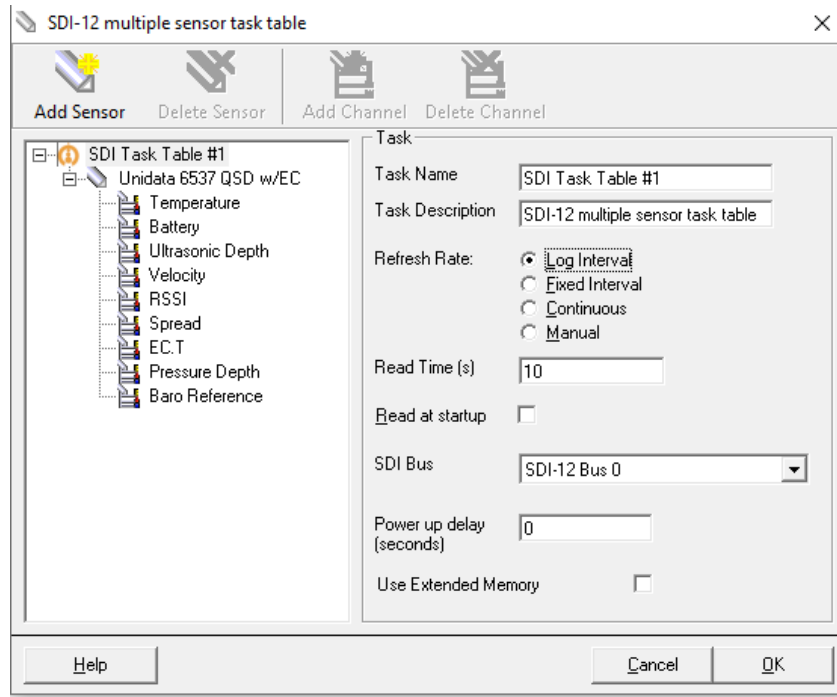 SDI-12 multiple sensor task table
Add Sensor
Delete Sensor
Add Channel
Delete Channel
SDI Task Table #1
Unidata 6537 QSD w/EC
Temperature
Battery
Ultrasonic Depth
Velocity
RSSI
Spread
EC.T
Pressure Depth
Baro Reference
Task
Task Name
SDI Task Table #1
Task Description
SDI-12 multiple sensor task table
Refresh Rate:
Log Interval
Fixed Interval
Continuous
Manual
Read Time (s)
10
Read at startup
SDI Bus
SDI-12 Bus 0
Power up delay
(seconds)
0
Use Extended Memory
Help
Cancel
OK